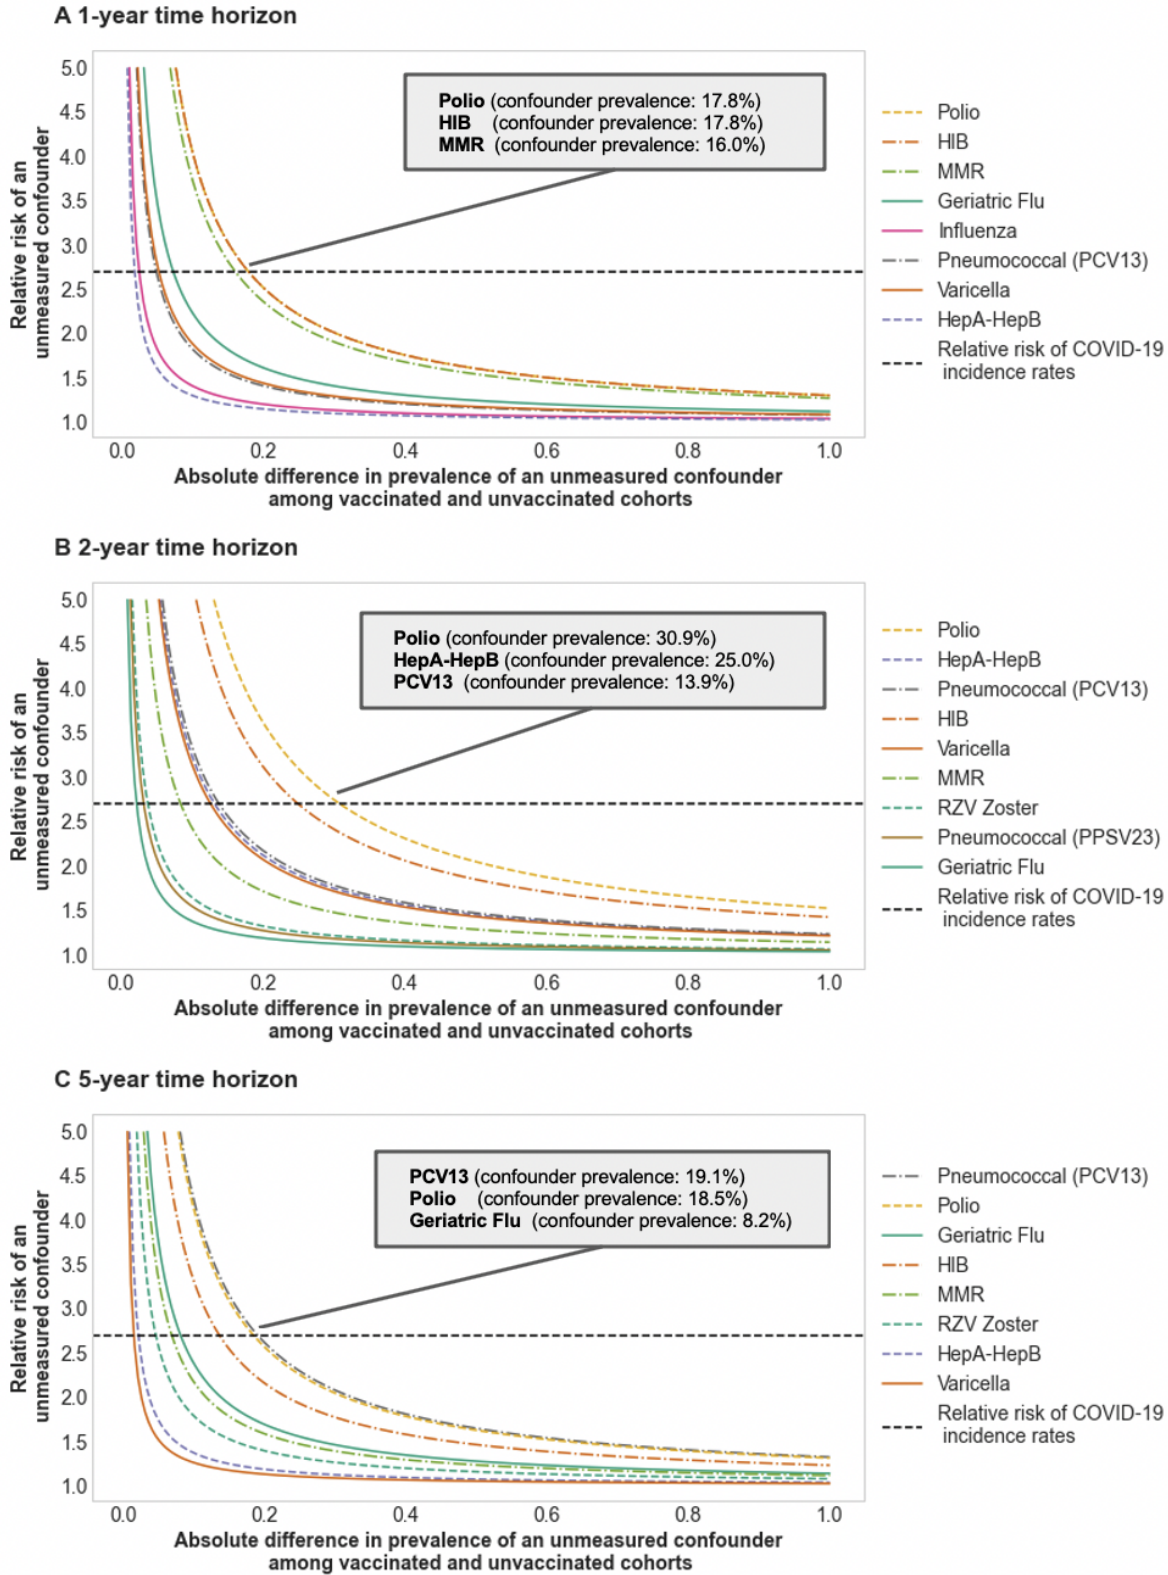 A 1-year time horizon
Relative risk of an
unmeasured confounder
5.0
4.5
4.0
3.5
3.0
2.5
2.0
1.5
1.0
Polio (confounder prevalence: 17.8%)
HIB (confounder prevalence: 17.8%)
MMR (confounder prevalence: 16.0%)
Polio
HIB
MMR
Geriatric Flu
Influenza
Pneumococcal (PCV13)
Varicella
HepA-HepB
Relative risk of COVID-19
incidence rates
0.0 0.2 0.4 0.6 0.8 1.0
Absolute difference in prevalence of an unmeasured confounder
among vaccinated and unvaccinated cohorts
B 2-year time horizon
Relative risk of an
unmeasured confounder
5.0
4.5
4.0
3.5
3.0
2.5
2.0
1.5
1.0
Polio (confounder prevalence: 30.9%)
HepA-HepB (confounder prevalence: 25.0%)
PCV13 (confounder prevalence: 13.9%)
Polio
HepA-HepB
Pneumococcal (PCV13)
HIB
Varicella
MMR
RZV Zoster
Pneumococcal (PPSV23)
Geriatric Flu
Relative risk of COVID-19
incidence rates
0.0 0.2 0.4 0.6 0.8 1.0
Absolute difference in prevalence of an unmeasured confounder
among vaccinated and unvaccinated cohorts
C 5-year time horizon
Relative risk of an
unmeasured confounder
5.0
4.5
4.0
3.5
3.0
2.5
2.0
1.5
1.0
PCV13 (confounder prevalence: 19.1%)
Polio (confounder prevalence: 18.5%)
Geriatric Flu (confounder prevalence: 8.2%)
Pneumococcal (PCV13)
Polio
Geriatric Flu
HIB
MMR
RZV Zoster
HepA-HepB
Varicella
Relative risk of COVID-19
incidence rates
0.0 0.2 0.4 0.6 0.8 1.0
Absolute difference in prevalence of an unmeasured confounder
among vaccinated and unvaccinated cohorts